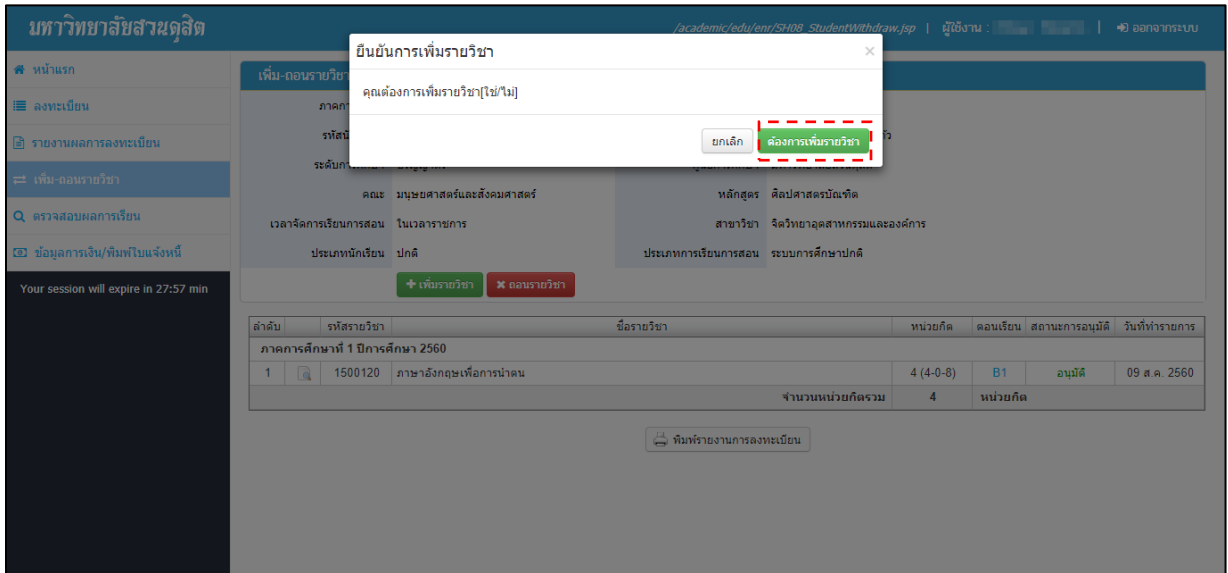 มหาวิทยาลัยสวนดุสิต
/academic/edu/enr/SH08_StudentWithdraw.jsp | ผู้ใช้งาน : | ออกจากระบบ
ยืนยันการเพิ่มรายวิชา ×
คุณต้องการเพิ่มรายวิชา[ใช่/ไม่]
ยกเลิก ต้องการเพิ่มรายวิชา
หน้าแรก
ลงทะเบียน
รายงานผลการลงทะเบียน
เพิ่ม-ถอนรายวิชา
ตรวจสอบผลการเรียน
ข้อมูลการเงิน/พิมพ์ใบแจ้งหนี้
Your session will expire in 27:57 min
เพิ่ม-ถอนรายวิชา
คณะ มนุษยศาสตร์และสังคมศาสตร์ หลักสูตร ศิลปศาสตรบัณฑิต
เวลาจัดการเรียนการสอน ในเวลาราชการ สาขาวิชา จิตวิทยาอุตสาหกรรมและองค์การ
ประเภทนักเรียน ปกติ ประเภทการเรียนการสอน ระบบการศึกษาปกติ
เพิ่มรายวิชา ถอนรายวิชา
ลำดับ รหัสรายวิชา ชื่อรายวิชา หน่วยกิต ตอนเรียน สถานะการอนุมัติ วันที่ทำรายการ
ภาคการศึกษาที่ 1 ปีการศึกษา 2560
1 1500120 ภาษาอังกฤษเพื่อการนำตน 4 (4-0-8) B1 อนุมัติ 09 ส.ค. 2560
จำนวนหน่วยกิตรวม 4 หน่วยกิต
พิมพ์รายงานการลงทะเบียน